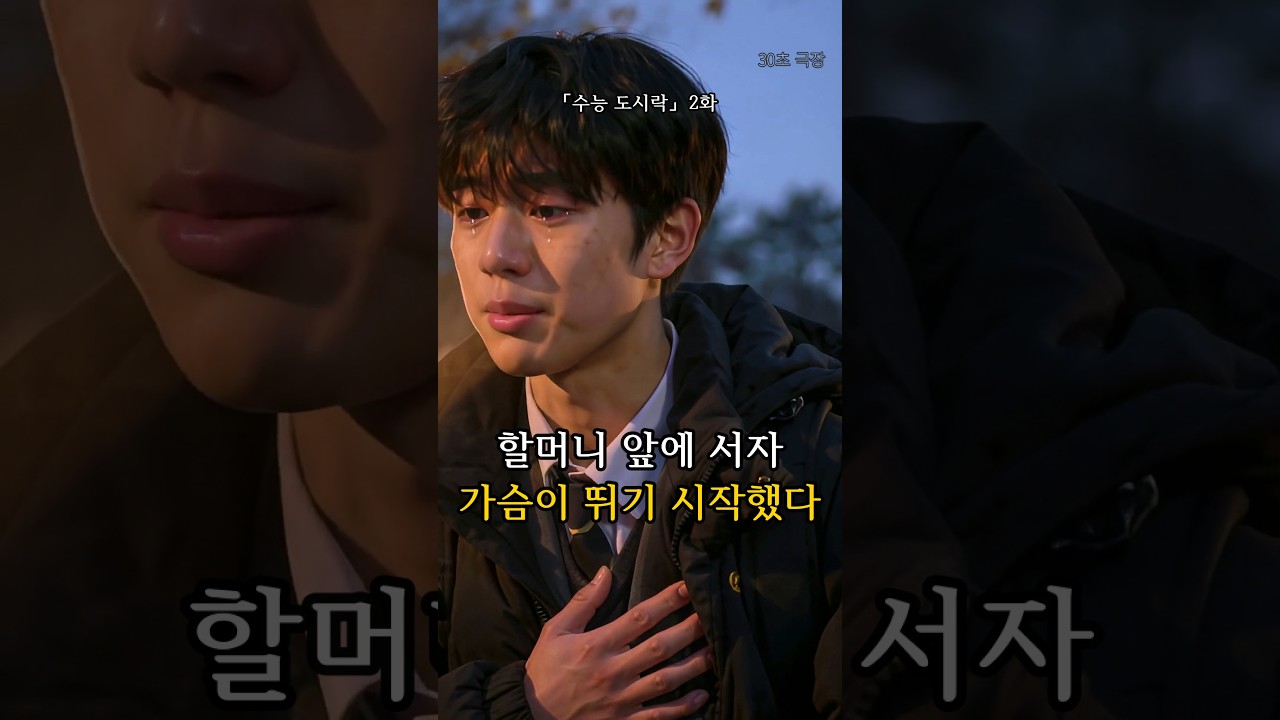 30초 극장
「수능 도시락」 2화
할머니 앞에 서자
가슴이 뛰기 시작했다
할머 서자